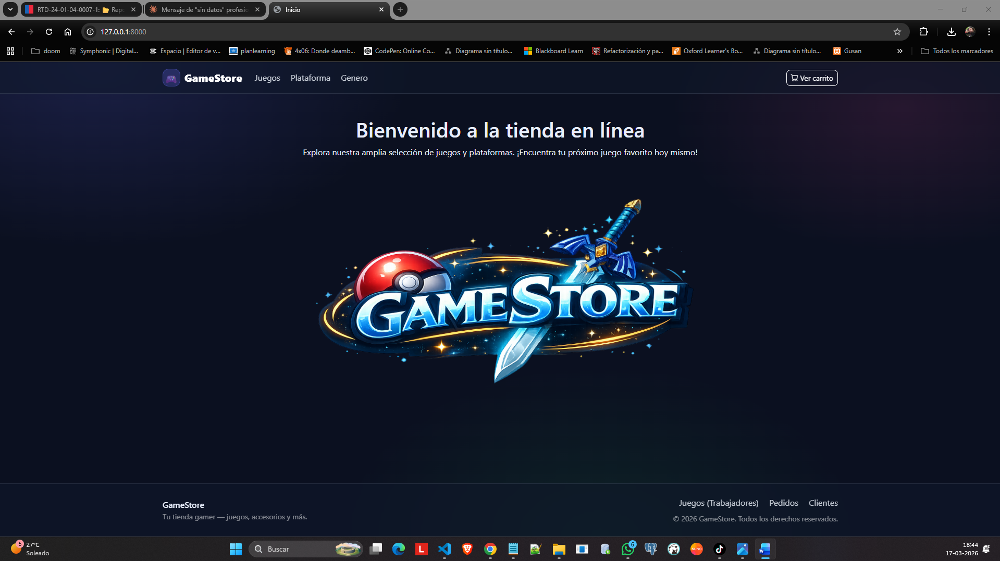 RTD-24-01-04-0007-1: 📂 Repo
Mensaje de "sin datos" profesio
Inicio
127.0.0.1:8000
doom
Symphonic | Digital...
Espacio | Editor de v...
planlearning
4x06: Donde deamb...
CodePen: Online Co...
Diagrama sin título...
Blackboard Learn
Refactorización y pa...
Oxford Learner's Bo...
Diagrama sin título...
Gusan
Todos los marcadores
GameStore
Juegos
Plataforma
Genero
Ver carrito
Bienvenido a la tienda en línea
Explora nuestra amplia selección de juegos y plataformas. ¡Encuentra tu próximo juego favorito hoy mismo!
GAMESTORE
GameStore
Tu tienda gamer — juegos, accesorios y más.
Juegos (Trabajadores)
Pedidos
Clientes
© 2026 GameStore. Todos los derechos reservados.
5
27°C
Soleado
Buscar
L
6
SUNO
W
18:44
17-03-2026